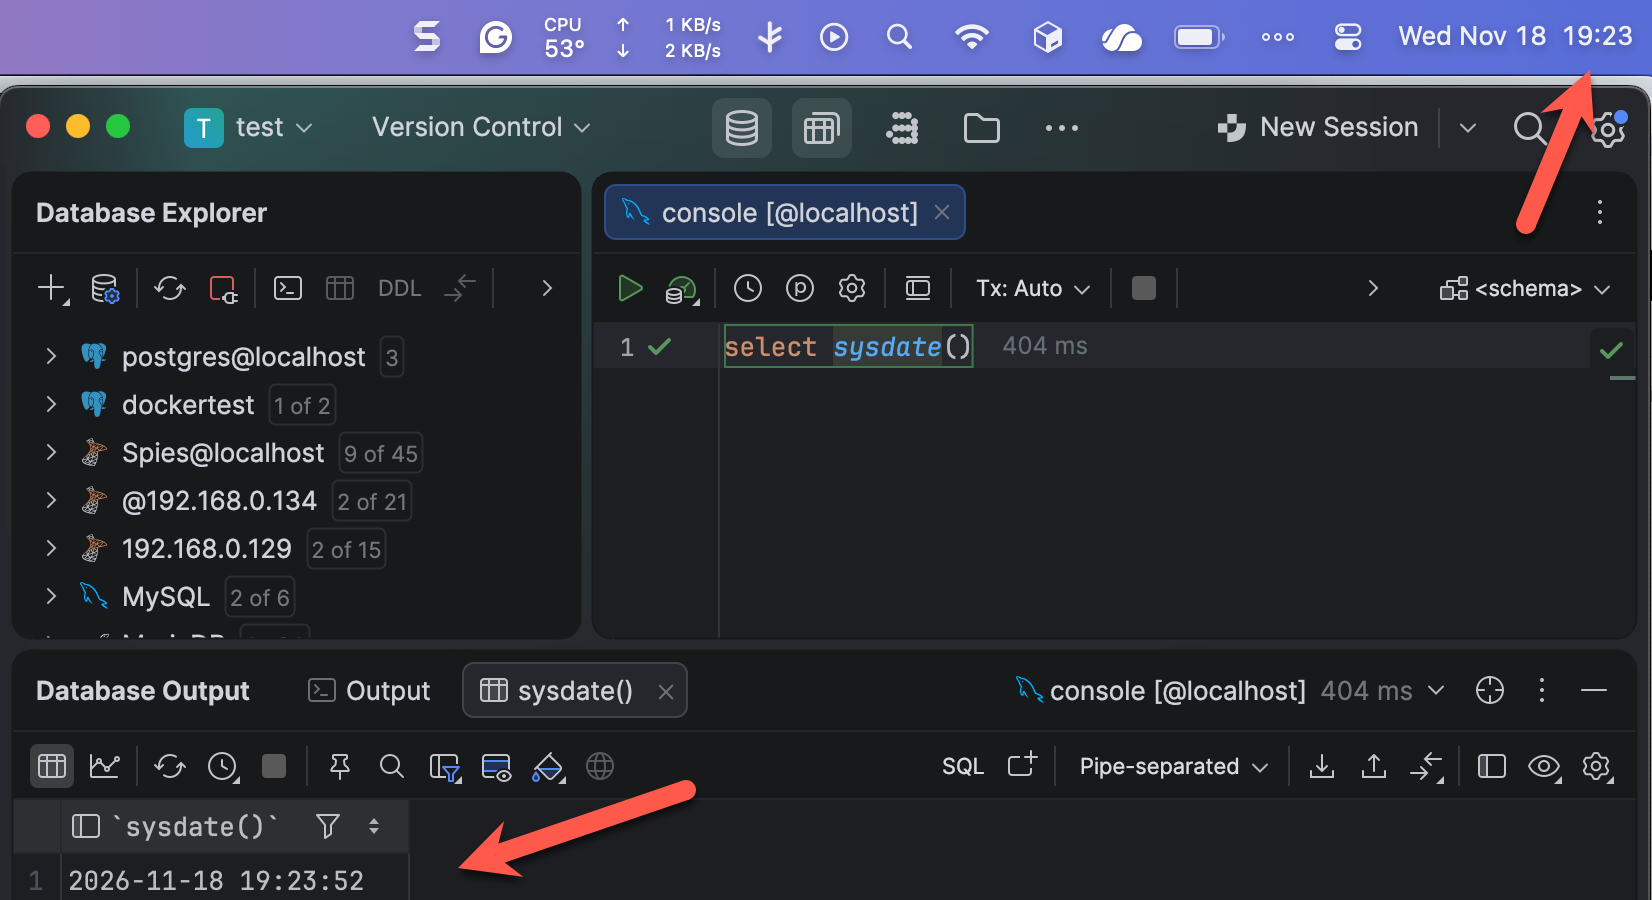 CPU ↑ 1 KB/s
53° ↓ 2 KB/s
Wed Nov 18 19:23
T test Version Control New Session
Database Explorer
console [@localhost]
DDL
Tx: Auto <schema>
postgres@localhost 3
dockertest 1 of 2
Spies@localhost 9 of 45
@192.168.0.134 2 of 21
192.168.0.129 2 of 15
MySQL 2 of 6
1 select sysdate() 404 ms
Database Output Output sysdate() console [@localhost] 404 ms
SQL Pipe-separated
`sysdate()`
1 2026-11-18 19:23:52